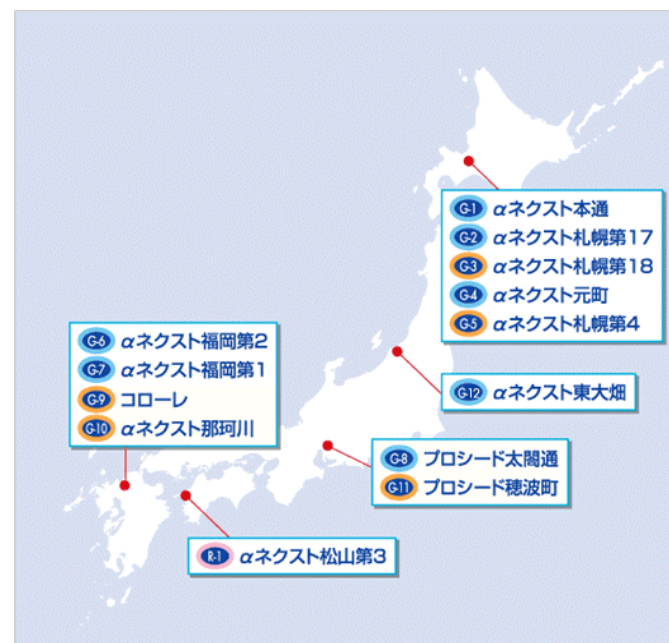 G-1 αネクスト本通
G-2 αネクスト札幌第17
G-3 αネクスト札幌第18
G-4 αネクスト元町
G-5 αネクスト札幌第4
G-6 αネクスト福岡第2
G-7 αネクスト福岡第1
G-9 コローレ
G-10 αネクスト那珂川
G-12 αネクスト東大畑
G-8 プロシード太閤通
G-11 プロシード穂波町
R-1 αネクスト松山第3